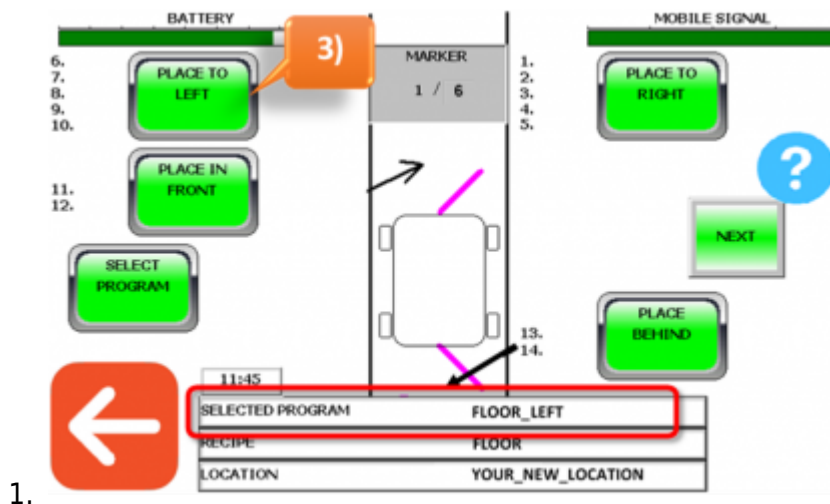 BATTERY
MOBILE SIGNAL
3)
MARKER
1 / 6
6.
7.
8.
9.
10.
PLACE TO
LEFT
1.
2.
3.
4.
5.
PLACE TO
RIGHT
?
11.
12.
PLACE IN
FRONT
NEXT
SELECT
PROGRAM
13.
14.
PLACE
BEHIND
11:45
SELECTED PROGRAM FLOOR_LEFT
RECIPE FLOOR
LOCATION YOUR_NEW_LOCATION
1.